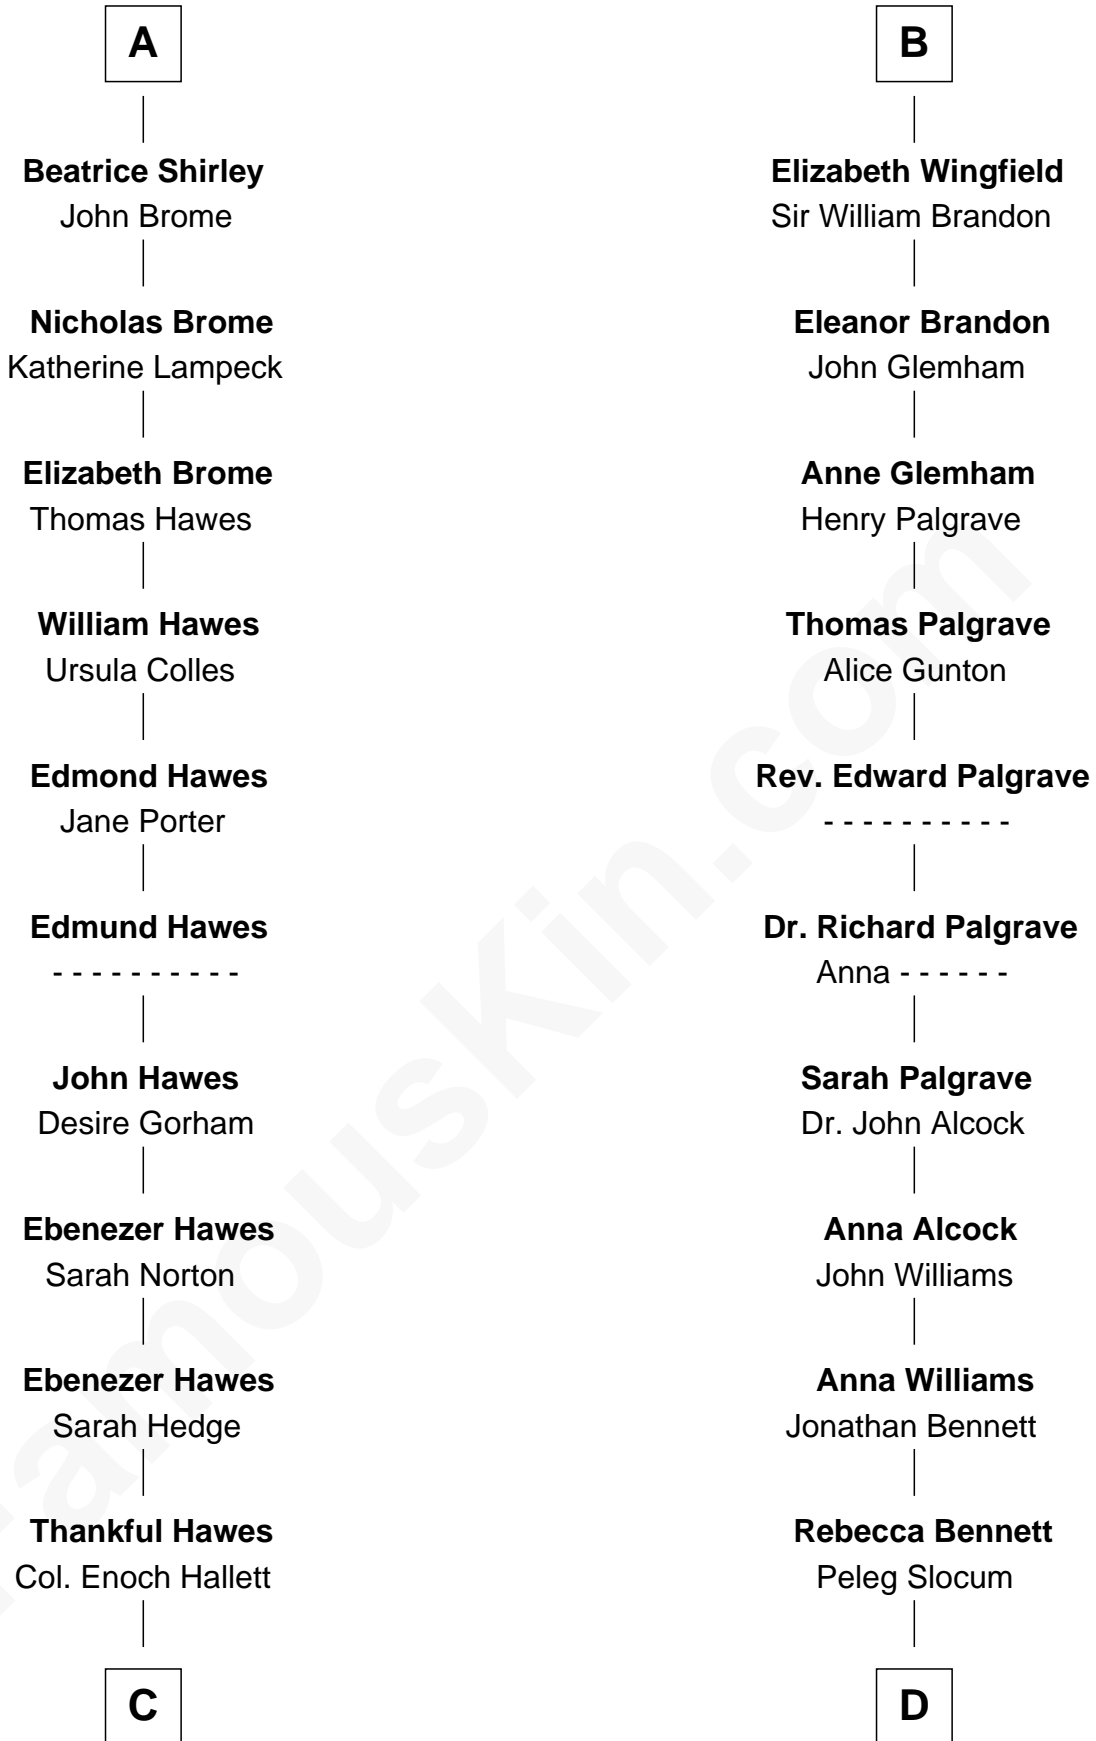 A
Beatrice Shirley
John Brome
Nicholas Brome
Katherine Lampeck
Elizabeth Brome
Thomas Hawes
William Hawes
Ursula Colles
Edmond Hawes
Jane Porter
Edmund Hawes
- - - - - - - - - -
John Hawes
Desire Gorham
Ebenezer Hawes
Sarah Norton
Ebenezer Hawes
Sarah Hedge
Thankful Hawes
Col. Enoch Hallett
C
B
Elizabeth Wingfield
Sir William Brandon
Eleanor Brandon
John Glemham
Anne Glemham
Henry Palgrave
Thomas Palgrave
Alice Gunton
Rev. Edward Palgrave
- - - - - - - - - -
Dr. Richard Palgrave
Anna - - - - - -
Sarah Palgrave
Dr. John Alcock
Anna Alcock
John Williams
Anna Williams
Jonathan Bennett
Rebecca Bennett
Peleg Slocum
D
FamousKin.com